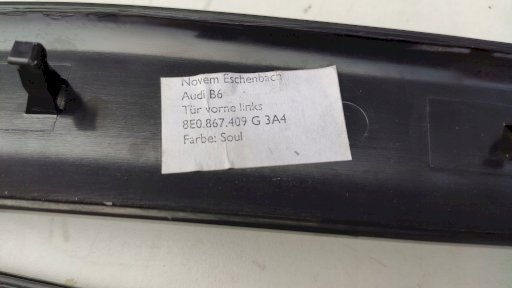 Novem Eschenbach
Audi B6
Tür vorne links
8E0.867.409 G 3A4
Farbe: Soul